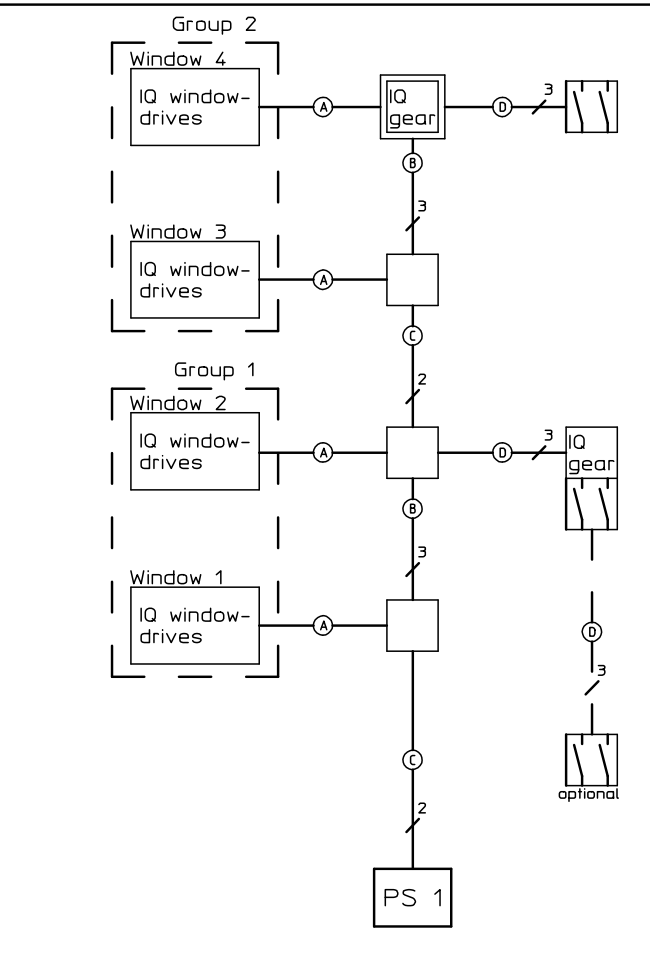 Group 2
Window 4
IQ window-
drives
A
IQ
gear
D
3
B
3
Window 3
IQ window-
drives
A
C
2
Group 1
Window 2
IQ window-
drives
A
D
3
IQ
gear
B
3
Window 1
IQ window-
drives
A
D
3
optional
C
2
PS 1